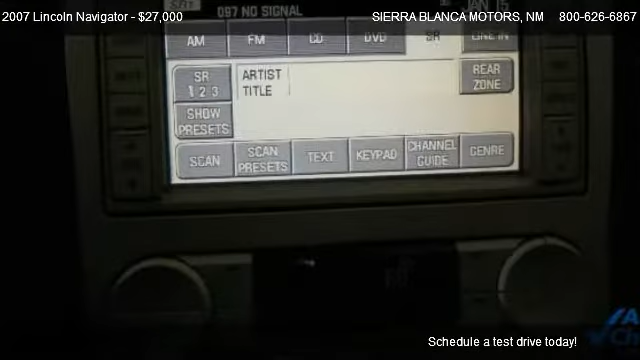 2007 Lincoln Navigator - $27,000 SIERRA BLANCA MOTORS, NM 800-626-6867
097 NO SIGNAL JAN 15
AM FM CD DVD SR LINE IN
SR
1 2 3
ARTIST
TITLE
REAR
ZONE
SHOW
PRESETS
SCAN
SCAN
PRESETS
TEXT
KEYPAD
CHANNEL
GUIDE
GENRE
Schedule a test drive today!